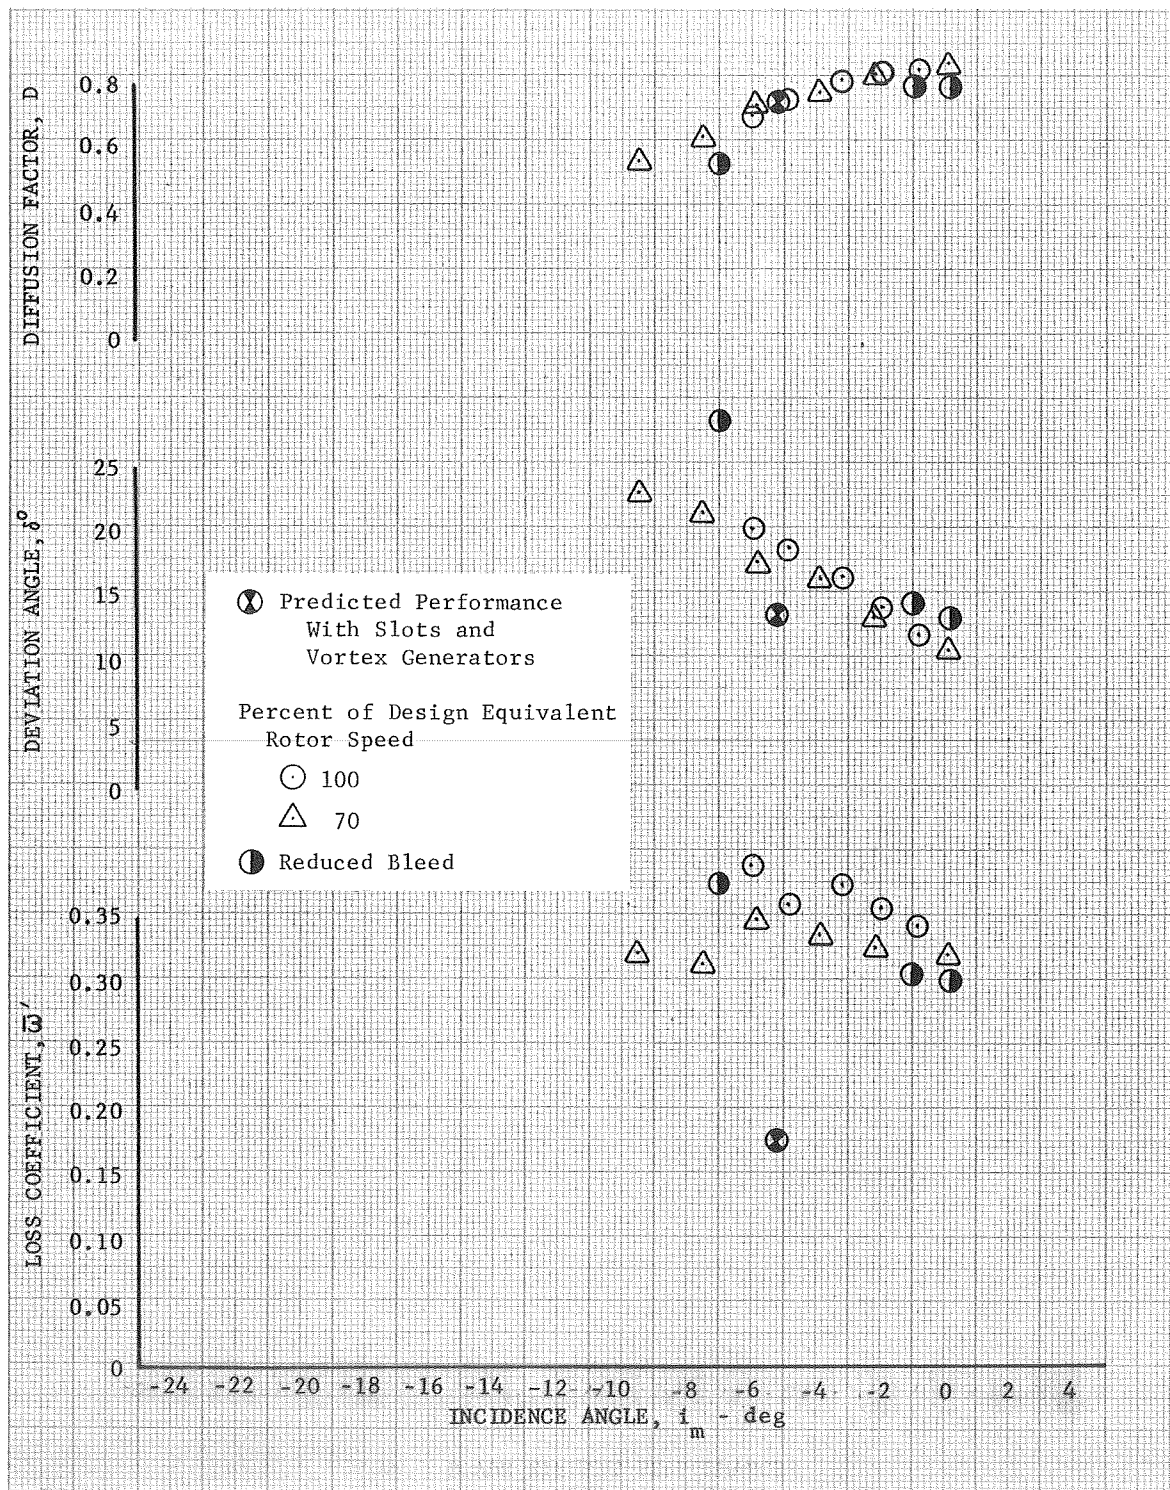 DIFFUSION FACTOR, D
0.8
0.6
0.4
0.2
0
DEVIATION ANGLE, δ°
25
20
15
10
5
0
Predicted Performance
With Slots and
Vortex Generators
Percent of Design Equivalent
Rotor Speed
100
70
Reduced Bleed
LOSS COEFFICIENT, ω̅′
0.35
0.30
0.25
0.20
0.15
0.10
0.05
0
-24 -22 -20 -18 -16 -14 -12 -10 -8 -6 -4 -2 0 2 4
INCIDENCE ANGLE, i_m - deg